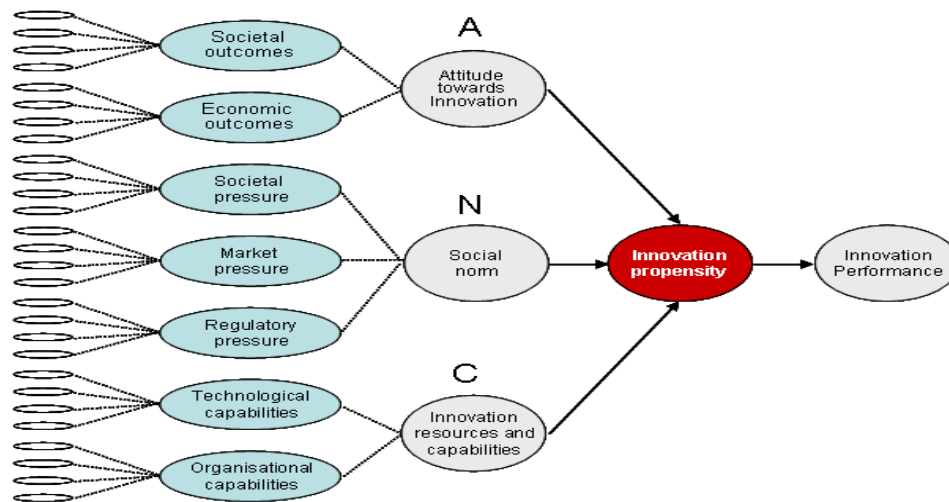 Societal
outcomes
Economic
outcomes
Societal
pressure
Market
pressure
Regulatory
pressure
Technological
capabilities
Organisational
capabilities
A
Attitude
towards
Innovation
N
Social
norm
C
Innovation
resources and
capabilities
Innovation
propensity
Innovation
Performance